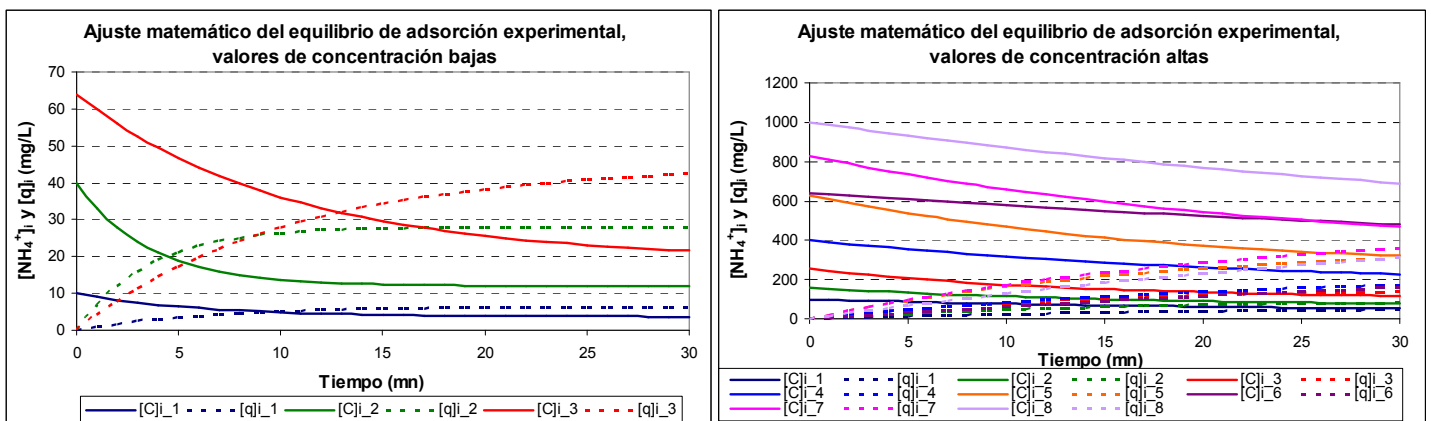 Ajuste matemático del equilibrio de adsorción experimental,
valores de concentración bajas
[NH₄⁺]i y [q]i (mg/L)
70
60
50
40
30
20
10
0
0 5 10 15 20 25 30
Tiempo (mn)
[C]i_1 [q]i_1 [C]i_2 [q]i_2 [C]i_3 [q]i_3
Ajuste matemático del equilibrio de adsorción experimental,
valores de concentración altas
[NH₄⁺]i y [q]i (mg/L)
1200
1000
800
600
400
200
0
0 5 10 15 20 25 30
Tiempo (mn)
[C]i_1 [q]i_1 [C]i_2 [q]i_2 [C]i_3 [q]i_3
[C]i_4 [q]i_4 [C]i_5 [q]i_5 [C]i_6 [q]i_6
[C]i_7 [q]i_7 [C]i_8 [q]i_8